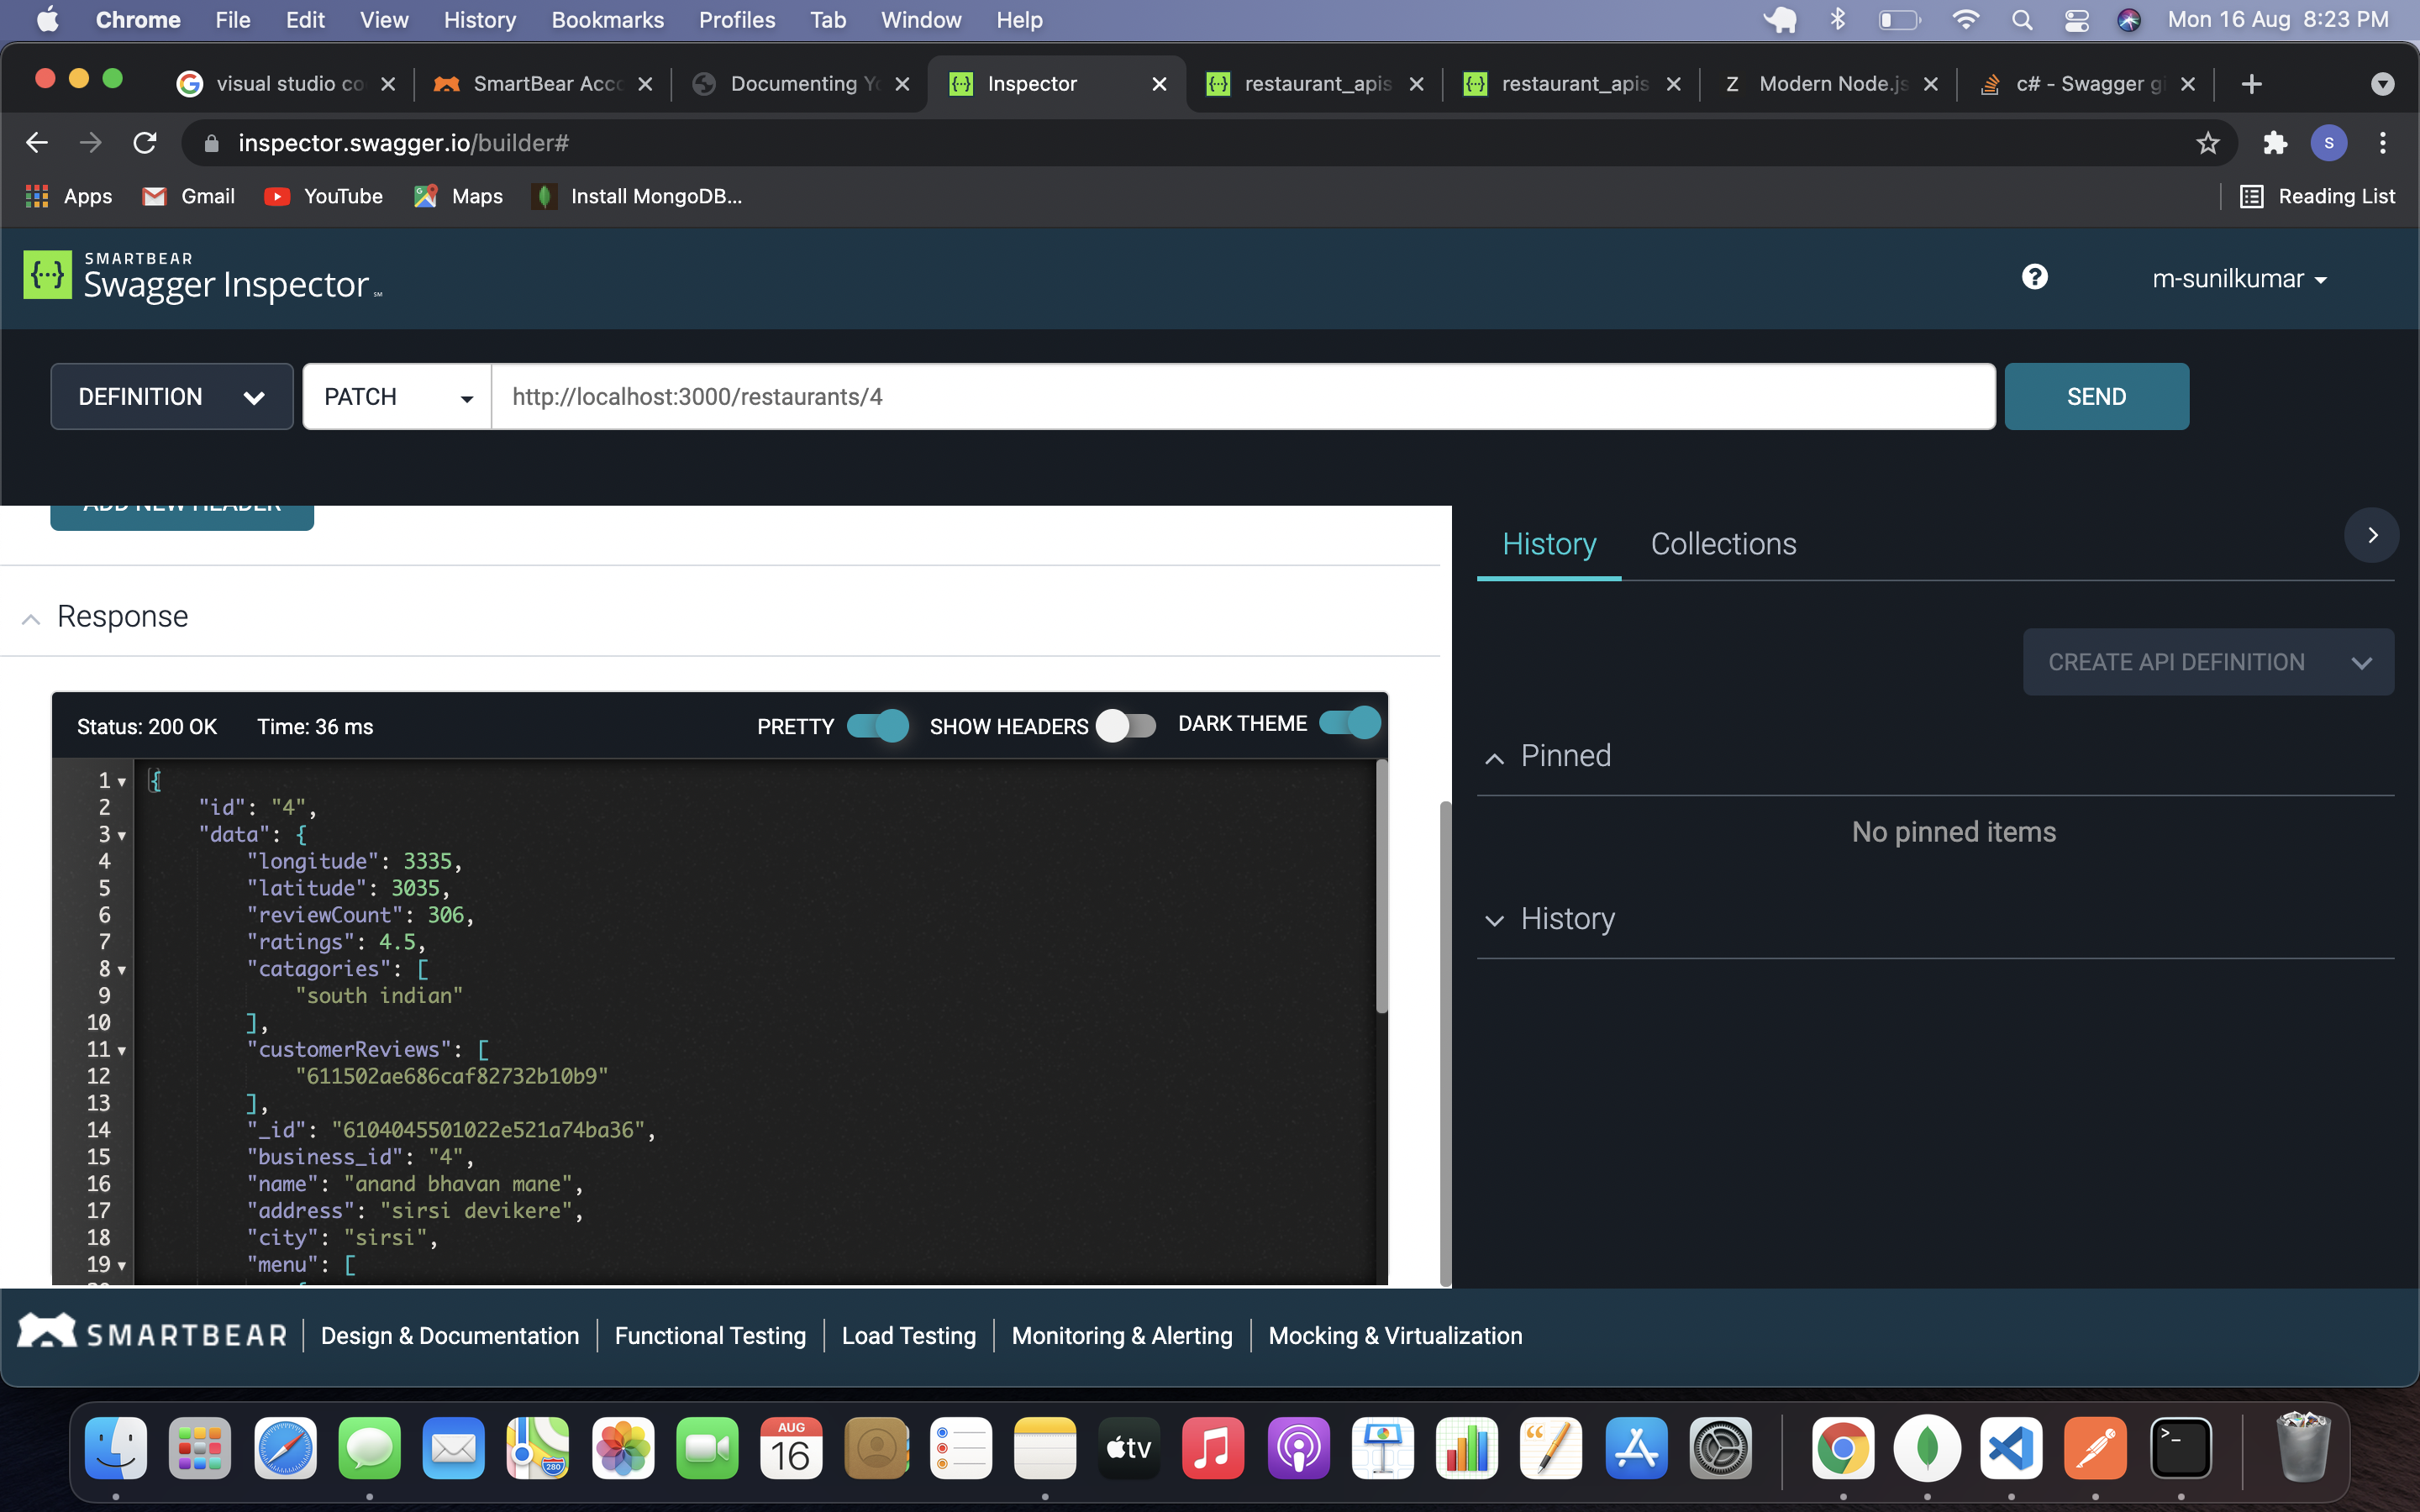 Chrome File Edit View History Bookmarks Profiles Tab Window Help Mon 16 Aug 8:23 PM
visual studio co SmartBear Acco Documenting Yo Inspector restaurant_apis restaurant_apis Z Modern Node.js c# - Swagger gi
inspector.swagger.io/builder# S
Apps Gmail YouTube Maps Install MongoDB... Reading List
{...} SMARTBEAR
Swagger Inspector SM
? m-sunilkumar
DEFINITION PATCH http://localhost:3000/restaurants/4 SEND
ADD NEW HEADER
History Collections
Response
CREATE API DEFINITION
Status: 200 OK Time: 36 ms PRETTY SHOW HEADERS DARK THEME
Pinned
No pinned items
History
1 {
2 "id": "4",
3 "data": {
4 "longitude": 3335,
5 "latitude": 3035,
6 "reviewCount": 306,
7 "ratings": 4.5,
8 "catagories": [
9 "south indian"
10 ],
11 "customerReviews": [
12 "611502ae686caf82732b10b9"
13 ],
14 "_id": "6104045501022e521a74ba36",
15 "business_id": "4",
16 "name": "anand bhavan mane",
17 "address": "sirsi devikere",
18 "city": "sirsi",
19 "menu": [
SMARTBEAR Design & Documentation Functional Testing Load Testing Monitoring & Alerting Mocking & Virtualization
280 AUG
16 tv >_